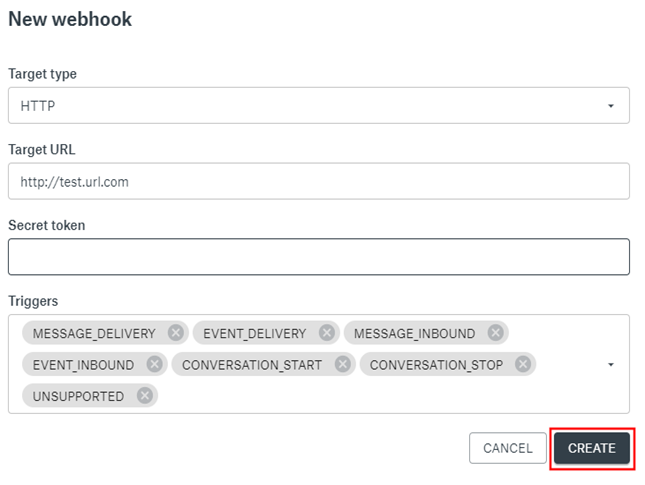 New webhook
Target type
HTTP
Target URL
http://test.url.com
Secret token
Triggers
MESSAGE_DELIVERY EVENT_DELIVERY MESSAGE_INBOUND
EVENT_INBOUND CONVERSATION_START CONVERSATION_STOP
UNSUPPORTED
CANCEL CREATE